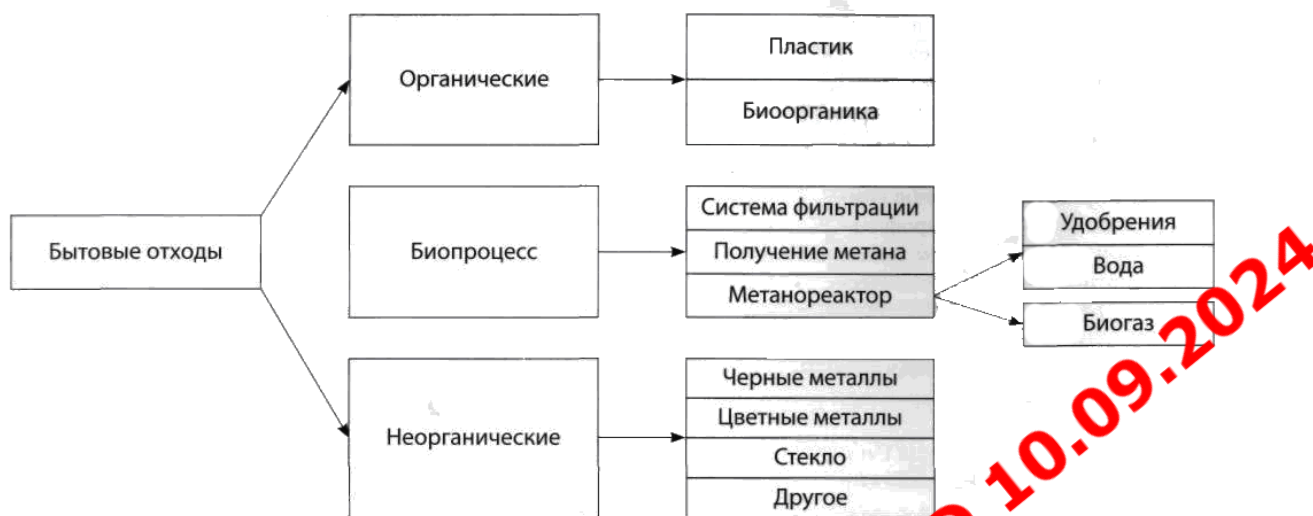 Бытовые отходы
Органические
Пластик
Биоорганика
Биопроцесс
Система фильтрации
Получение метана
Метанореактор
Удобрения
Вода
Биогаз
Неорганические
Черные металлы
Цветные металлы
Стекло
Другое
10.09.2024